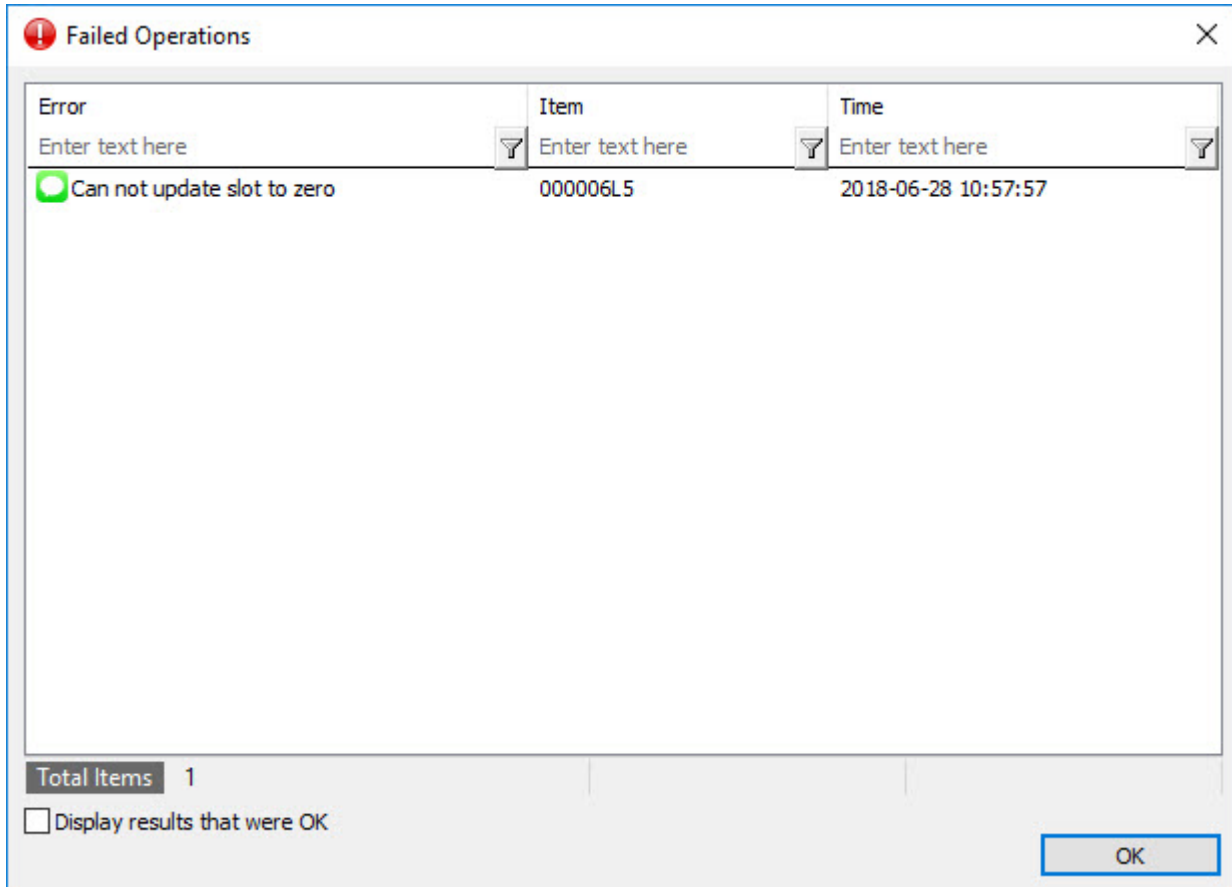 Failed Operations
Error Item Time
Enter text here Enter text here Enter text here
Can not update slot to zero 000006L5 2018-06-28 10:57:57
Total Items 1
Display results that were OK
OK